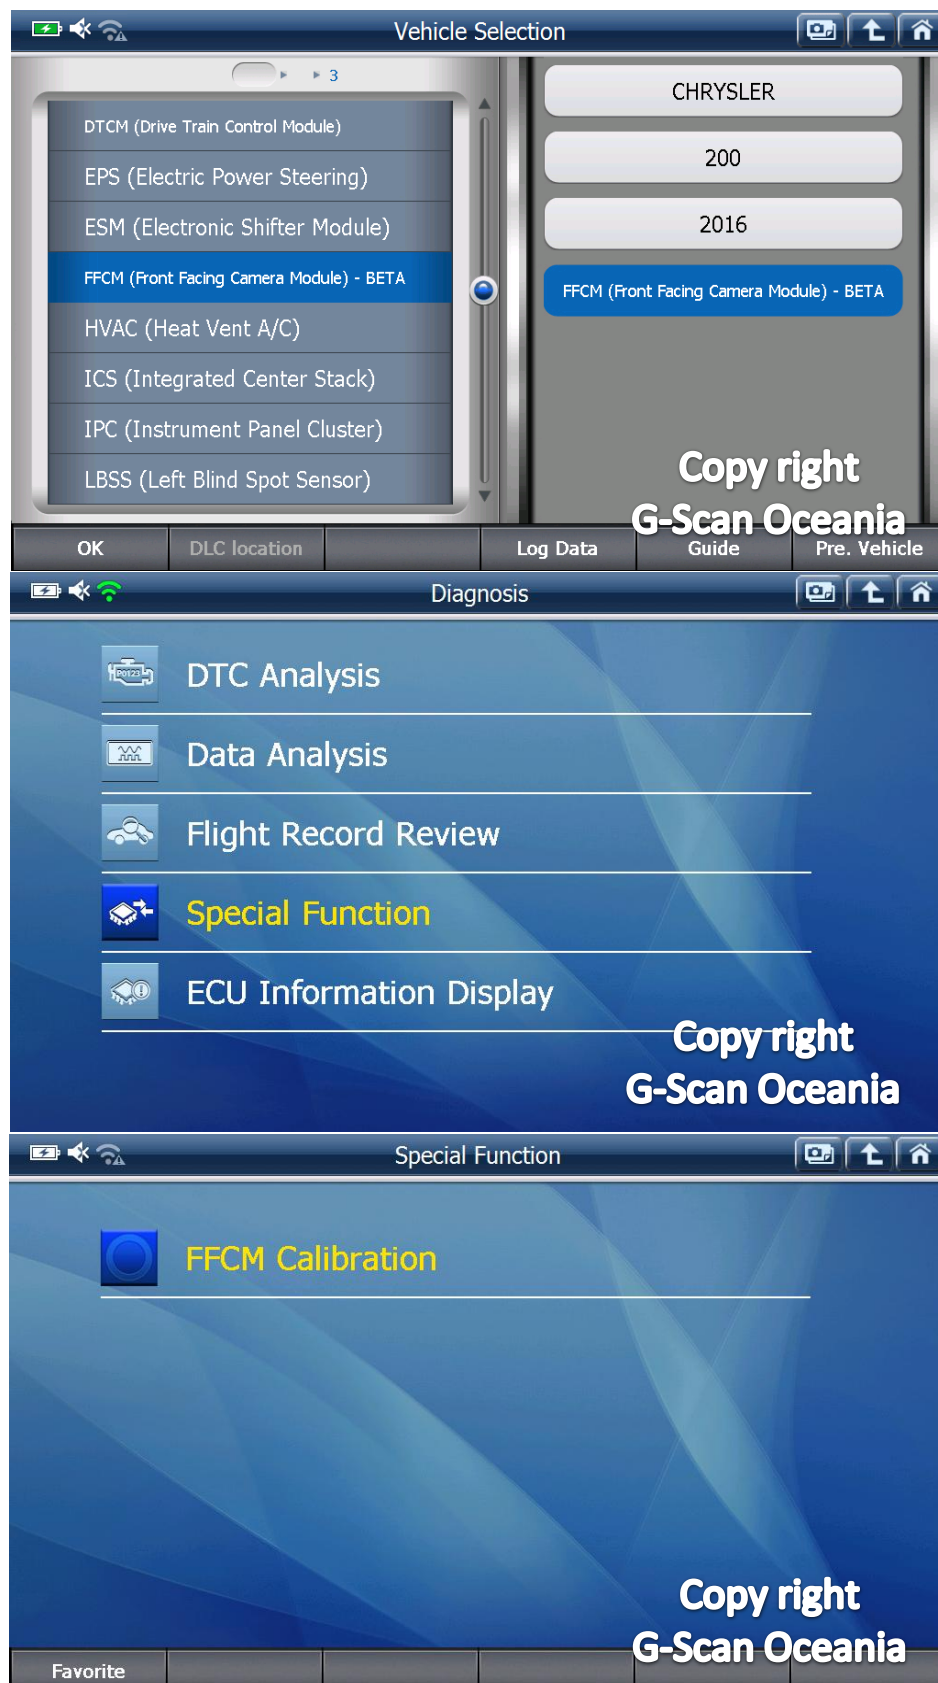 Vehicle Selection
3
DTCM (Drive Train Control Module)
EPS (Electric Power Steering)
ESM (Electronic Shifter Module)
FFCM (Front Facing Camera Module) - BETA
HVAC (Heat Vent A/C)
ICS (Integrated Center Stack)
IPC (Instrument Panel Cluster)
LBSS (Left Blind Spot Sensor)
CHRYSLER
200
2016
FFCM (Front Facing Camera Module) - BETA
Copy right
G-Scan Oceania
OK
DLC location
Log Data
Guide
Pre. Vehicle
Diagnosis
P0123
DTC Analysis
Data Analysis
Flight Record Review
Special Function
ECU Information Display
Copy right
G-Scan Oceania
Special Function
FFCM Calibration
Copy right
G-Scan Oceania
Favorite